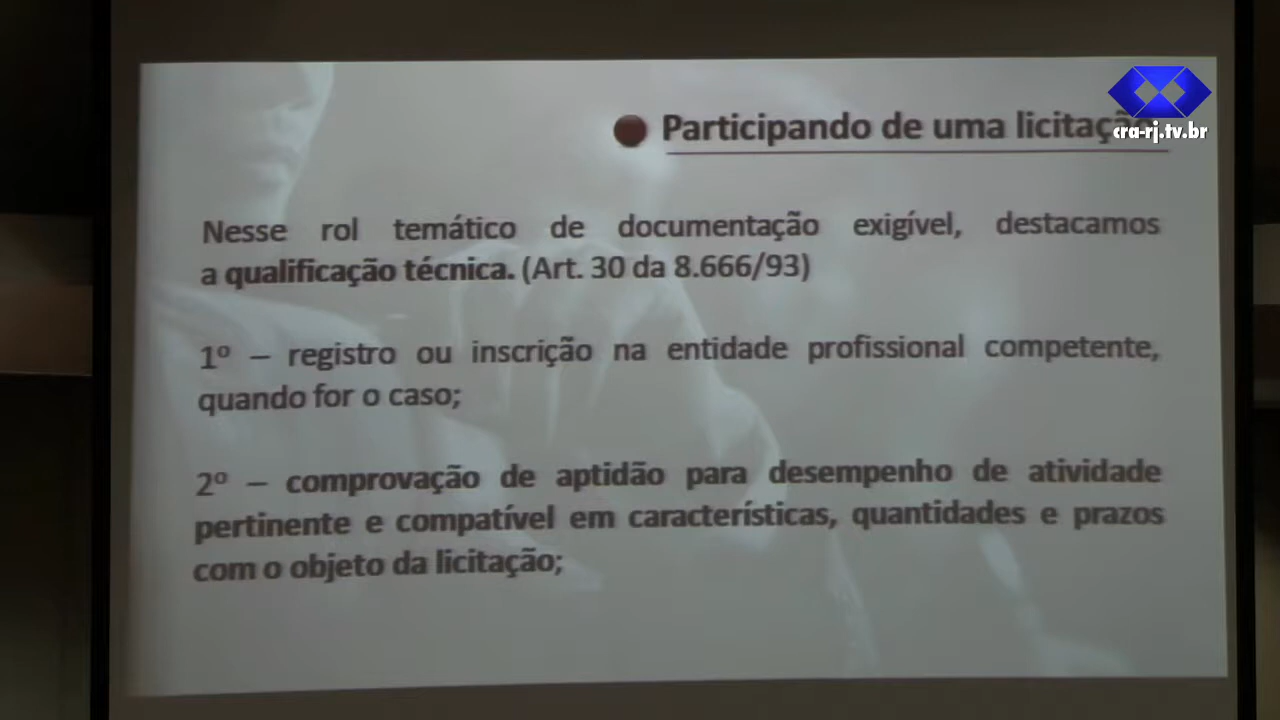 Participando de uma licitação
cra-rj.tv.br
Nesse rol temático de documentação exigível, destacamos
a qualificação técnica. (Art. 30 da 8.666/93)
1º – registro ou inscrição na entidade profissional competente,
quando for o caso;
2º – comprovação de aptidão para desempenho de atividade
pertinente e compatível em características, quantidades e prazos
com o objeto da licitação;